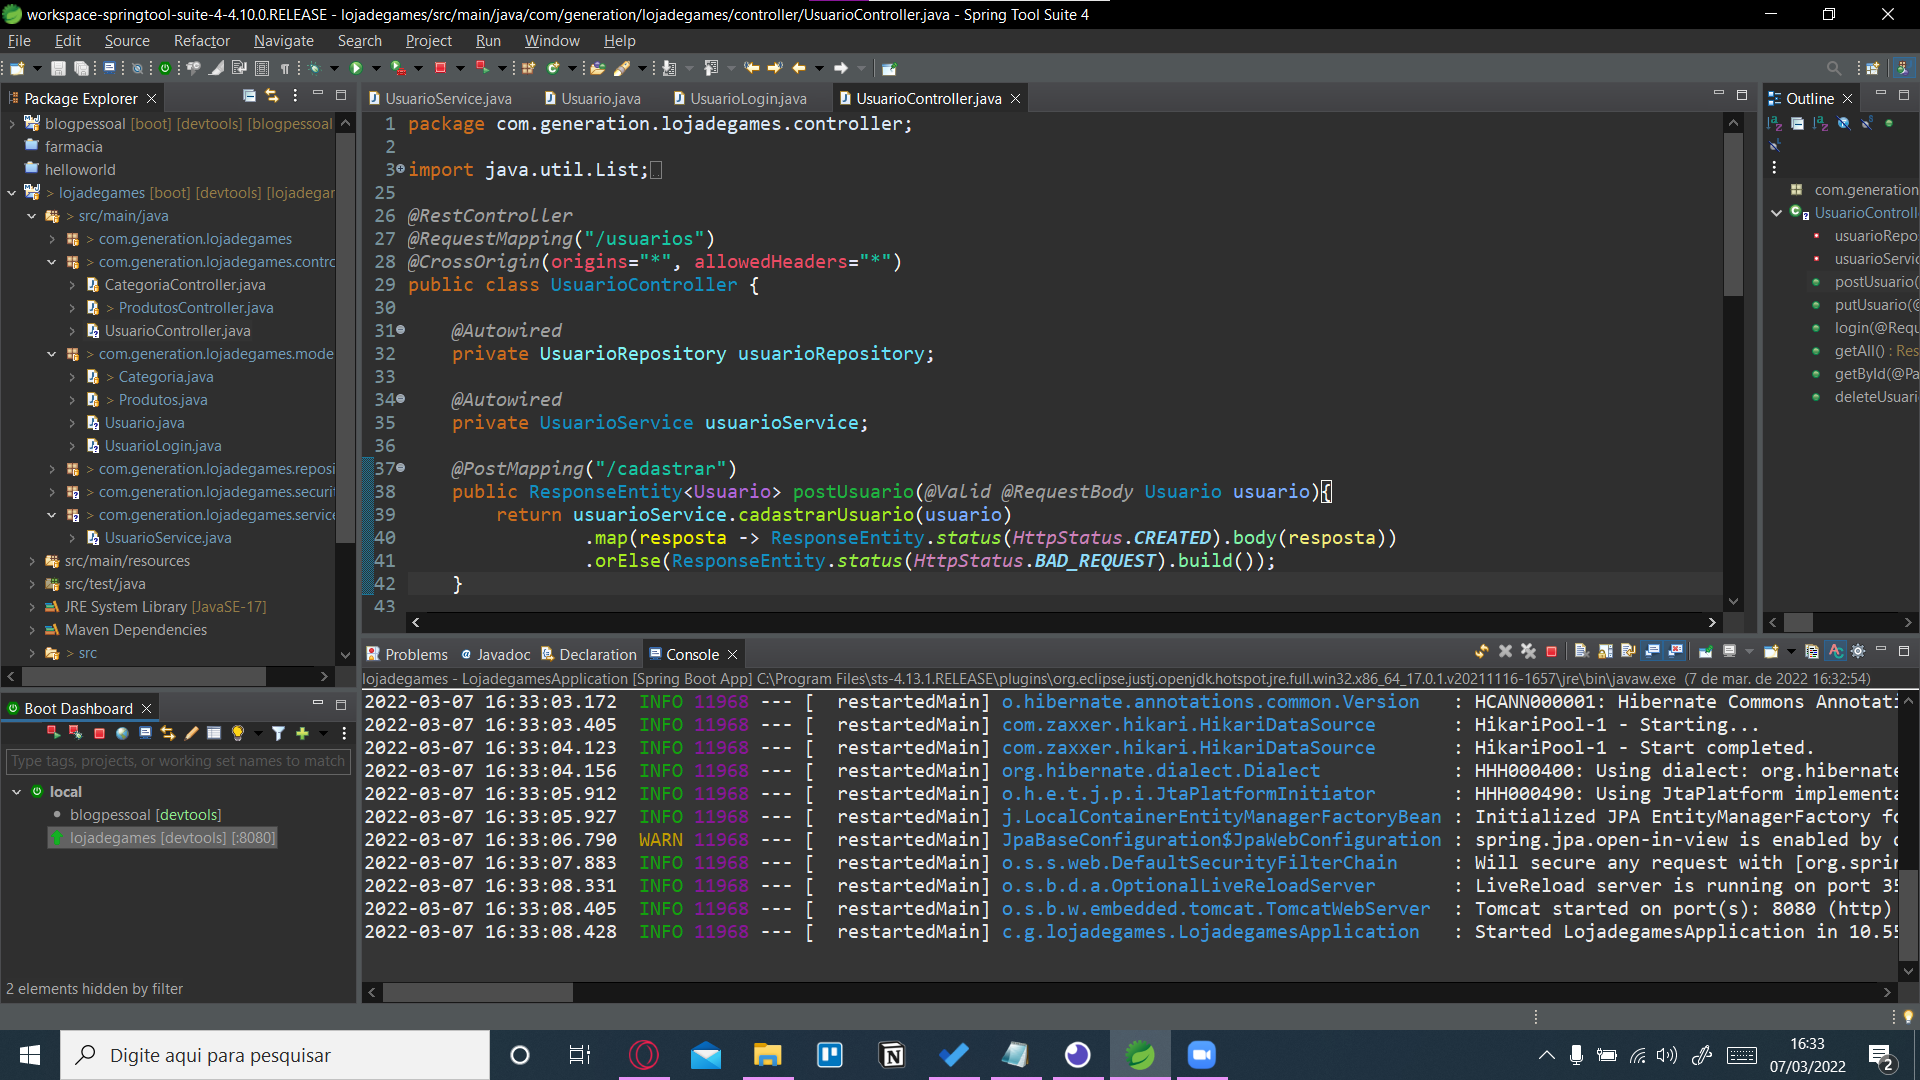 workspace-springtool-suite-4-4.10.0.RELEASE - lojadegames/src/main/java/com/generation/lojadegames/controller/UsuarioController.java - Spring Tool Suite 4
File Edit Source Refactor Navigate Search Project Run Window Help
Package Explorer
blogpessoal [boot] [devtools] [blogpessoal
farmacia
helloworld
> lojadegames [boot] [devtools] [lojadegar
> src/main/java
> com.generation.lojadegames
> com.generation.lojadegames.contro
CategoriaController.java
> ProdutosController.java
UsuarioController.java
> com.generation.lojadegames.mode
> Categoria.java
> Produtos.java
Usuario.java
UsuarioLogin.java
> com.generation.lojadegames.reposi
> com.generation.lojadegames.securi
> com.generation.lojadegames.service
UsuarioService.java
src/main/resources
src/test/java
JRE System Library [JavaSE-17]
Maven Dependencies
> src
UsuarioService.java Usuario.java UsuarioLogin.java UsuarioController.java
1 package com.generation.lojadegames.controller;
2
3 import java.util.List;
25
26 @RestController
27 @RequestMapping("/usuarios")
28 @CrossOrigin(origins="*", allowedHeaders="*")
29 public class UsuarioController {
30
31 @Autowired
32 private UsuarioRepository usuarioRepository;
33
34 @Autowired
35 private UsuarioService usuarioService;
36
37 @PostMapping("/cadastrar")
38 public ResponseEntity<Usuario> postUsuario(@Valid @RequestBody Usuario usuario){
39 return usuarioService.cadastrarUsuario(usuario)
40 .map(resposta -> ResponseEntity.status(HttpStatus.CREATED).body(resposta))
41 .orElse(ResponseEntity.status(HttpStatus.BAD_REQUEST).build());
42 }
43
Outline
com.generation
UsuarioControll
usuarioRepo
usuarioServic
postUsuario(
putUsuario(@
login(@Requ
getAll() : Res
getById(@Pa
deleteUsuari
Boot Dashboard
Type tags, projects, or working set names to match
local
blogpessoal [devtools]
lojadegames [devtools] [:8080]
2 elements hidden by filter
Problems Javadoc Declaration Console
lojadegames - LojadegamesApplication [Spring Boot App] C:\Program Files\sts-4.13.1.RELEASE\plugins\org.eclipse.justj.openjdk.hotspot.jre.full.win32.x86_64_17.0.1.v20211116-1657\jre\bin\javaw.exe (7 de mar. de 2022 16:32:54)
2022-03-07 16:33:03.172 INFO 11968 --- [ restartedMain] o.hibernate.annotations.common.Version : HCANN000001: Hibernate Commons Annotati
2022-03-07 16:33:03.405 INFO 11968 --- [ restartedMain] com.zaxxer.hikari.HikariDataSource : HikariPool-1 - Starting...
2022-03-07 16:33:04.123 INFO 11968 --- [ restartedMain] com.zaxxer.hikari.HikariDataSource : HikariPool-1 - Start completed.
2022-03-07 16:33:04.156 INFO 11968 --- [ restartedMain] org.hibernate.dialect.Dialect : HHH000400: Using dialect: org.hibernate
2022-03-07 16:33:05.912 INFO 11968 --- [ restartedMain] o.h.e.t.j.p.i.JtaPlatformInitiator : HHH000490: Using JtaPlatform implementa
2022-03-07 16:33:05.927 INFO 11968 --- [ restartedMain] j.LocalContainerEntityManagerFactoryBean : Initialized JPA EntityManagerFactory fo
2022-03-07 16:33:06.790 WARN 11968 --- [ restartedMain] JpaBaseConfiguration$JpaWebConfiguration : spring.jpa.open-in-view is enabled by d
2022-03-07 16:33:07.883 INFO 11968 --- [ restartedMain] o.s.s.web.DefaultSecurityFilterChain : Will secure any request with [org.sprin
2022-03-07 16:33:08.331 INFO 11968 --- [ restartedMain] o.s.b.d.a.OptionalLiveReloadServer : LiveReload server is running on port 35
2022-03-07 16:33:08.405 INFO 11968 --- [ restartedMain] o.s.b.w.embedded.tomcat.TomcatWebServer : Tomcat started on port(s): 8080 (http)
2022-03-07 16:33:08.428 INFO 11968 --- [ restartedMain] c.g.lojadegames.LojadegamesApplication : Started LojadegamesApplication in 10.55
Digite aqui para pesquisar
16:33
07/03/2022
2